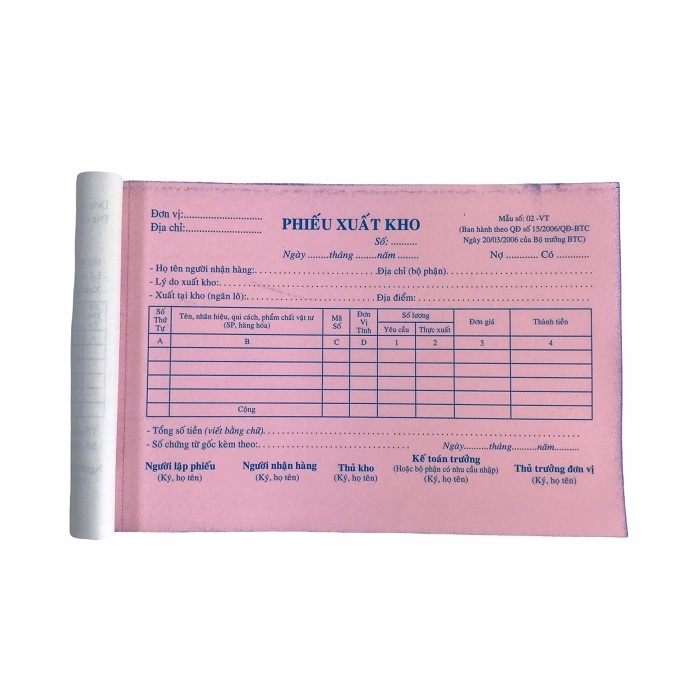 Đơn vị:..........................
Địa chỉ:..........................
PHIẾU XUẤT KHO
Số: ..........
Ngày ........tháng ........năm ........
Mẫu số: 02 -VT
(Ban hành theo QĐ số 15/2006/QĐ-BTC
Ngày 20/03/2006 của Bộ trưởng BTC)
Nợ ........... Có ...........
- Họ tên người nhận hàng:..............................Địa chỉ (bộ phận)..............................
- Lý do xuất kho:..............................
- Xuất tại kho (ngăn lô):..............................Địa điểm:..............................
Số Thứ Tự
Tên, nhãn hiệu, qui cách, phẩm chất vật tư
(SP, hàng hóa)
Mã Số
Đơn Vị Tính
Số lượng
Yêu cầu Thực xuất
Đơn giá
Thành tiền
A B C D 1 2 3 4
Cộng
- Tổng số tiền (viết bằng chữ)..............................
- Số chứng từ gốc kèm theo:..............................
Ngày.........tháng.........năm.........
Người lập phiếu
(Ký, họ tên)
Người nhận hàng
(Ký, họ tên)
Thủ kho
(Ký, họ tên)
Kế toán trưởng
(Hoặc bộ phận có nhu cầu nhập)
(Ký, họ tên)
Thủ trưởng đơn vị
(Ký, họ tên)